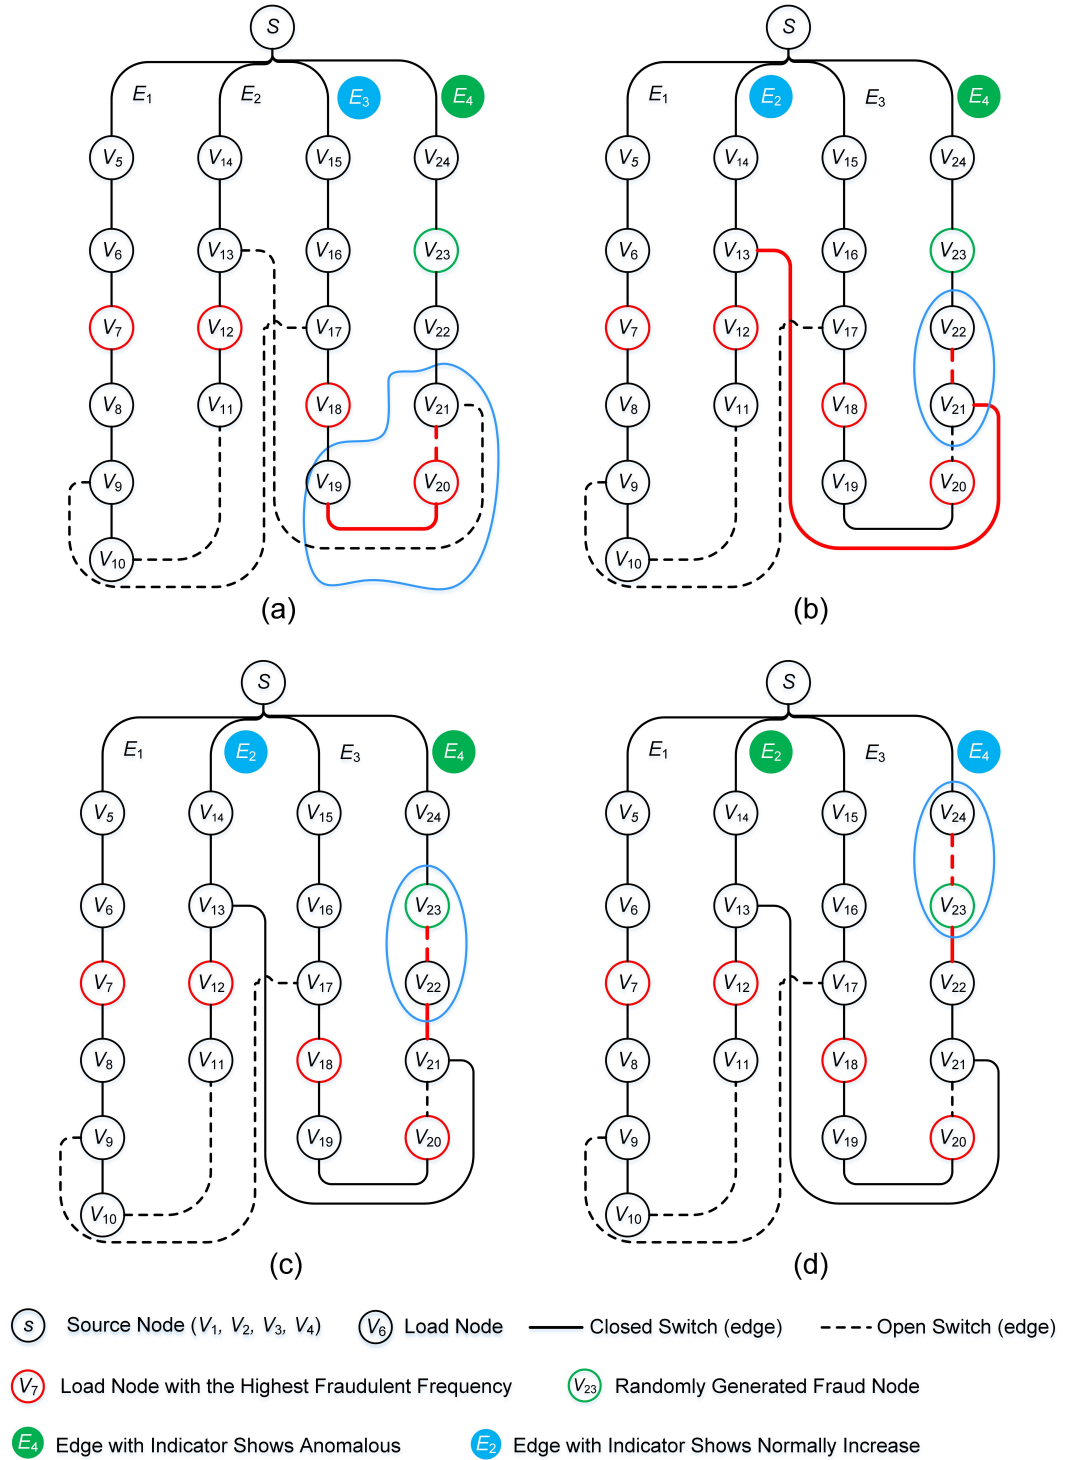 S S
E1 E2 E3 E4 E1 E2 E3 E4
V5 V14 V15 V24 V5 V14 V15 V24
V6 V13 V16 V23 V6 V13 V16 V23
V7 V12 V17 V22 V7 V12 V17 V22
V8 V11 V18 V21 V8 V11 V18 V21
V9 V19 V20 V9 V19 V20
V10 V10
(a) (b)
S S
E1 E2 E3 E4 E1 E2 E3 E4
V5 V14 V15 V24 V5 V14 V15 V24
V6 V13 V16 V23 V6 V13 V16 V23
V7 V12 V17 V22 V7 V12 V17 V22
V8 V11 V18 V21 V8 V11 V18 V21
V9 V19 V20 V9 V19 V20
V10 V10
(c) (d)
S Source Node (V1, V2, V3, V4) V6 Load Node Closed Switch (edge) Open Switch (edge)
V7 Load Node with the Highest Fraudulent Frequency V23 Randomly Generated Fraud Node
E4 Edge with Indicator Shows Anomalous E2 Edge with Indicator Shows Normally Increase